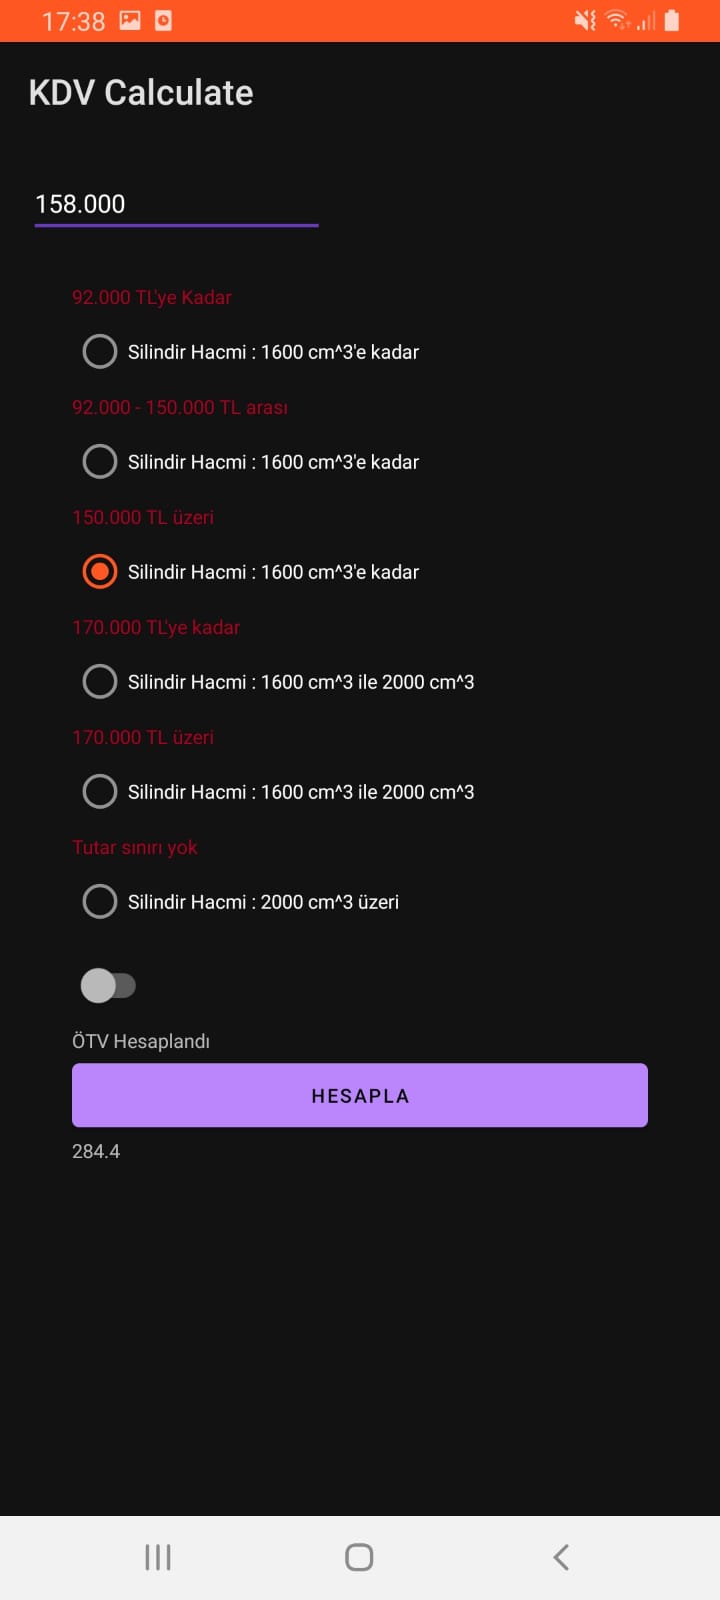 17:38
KDV Calculate
158.000
92.000 TL'ye Kadar
Silindir Hacmi : 1600 cm^3'e kadar
92.000 - 150.000 TL arası
Silindir Hacmi : 1600 cm^3'e kadar
150.000 TL üzeri
Silindir Hacmi : 1600 cm^3'e kadar
170.000 TL'ye kadar
Silindir Hacmi : 1600 cm^3 ile 2000 cm^3
170.000 TL üzeri
Silindir Hacmi : 1600 cm^3 ile 2000 cm^3
Tutar sınırı yok
Silindir Hacmi : 2000 cm^3 üzeri
ÖTV Hesaplandı
HESAPLA
284.4